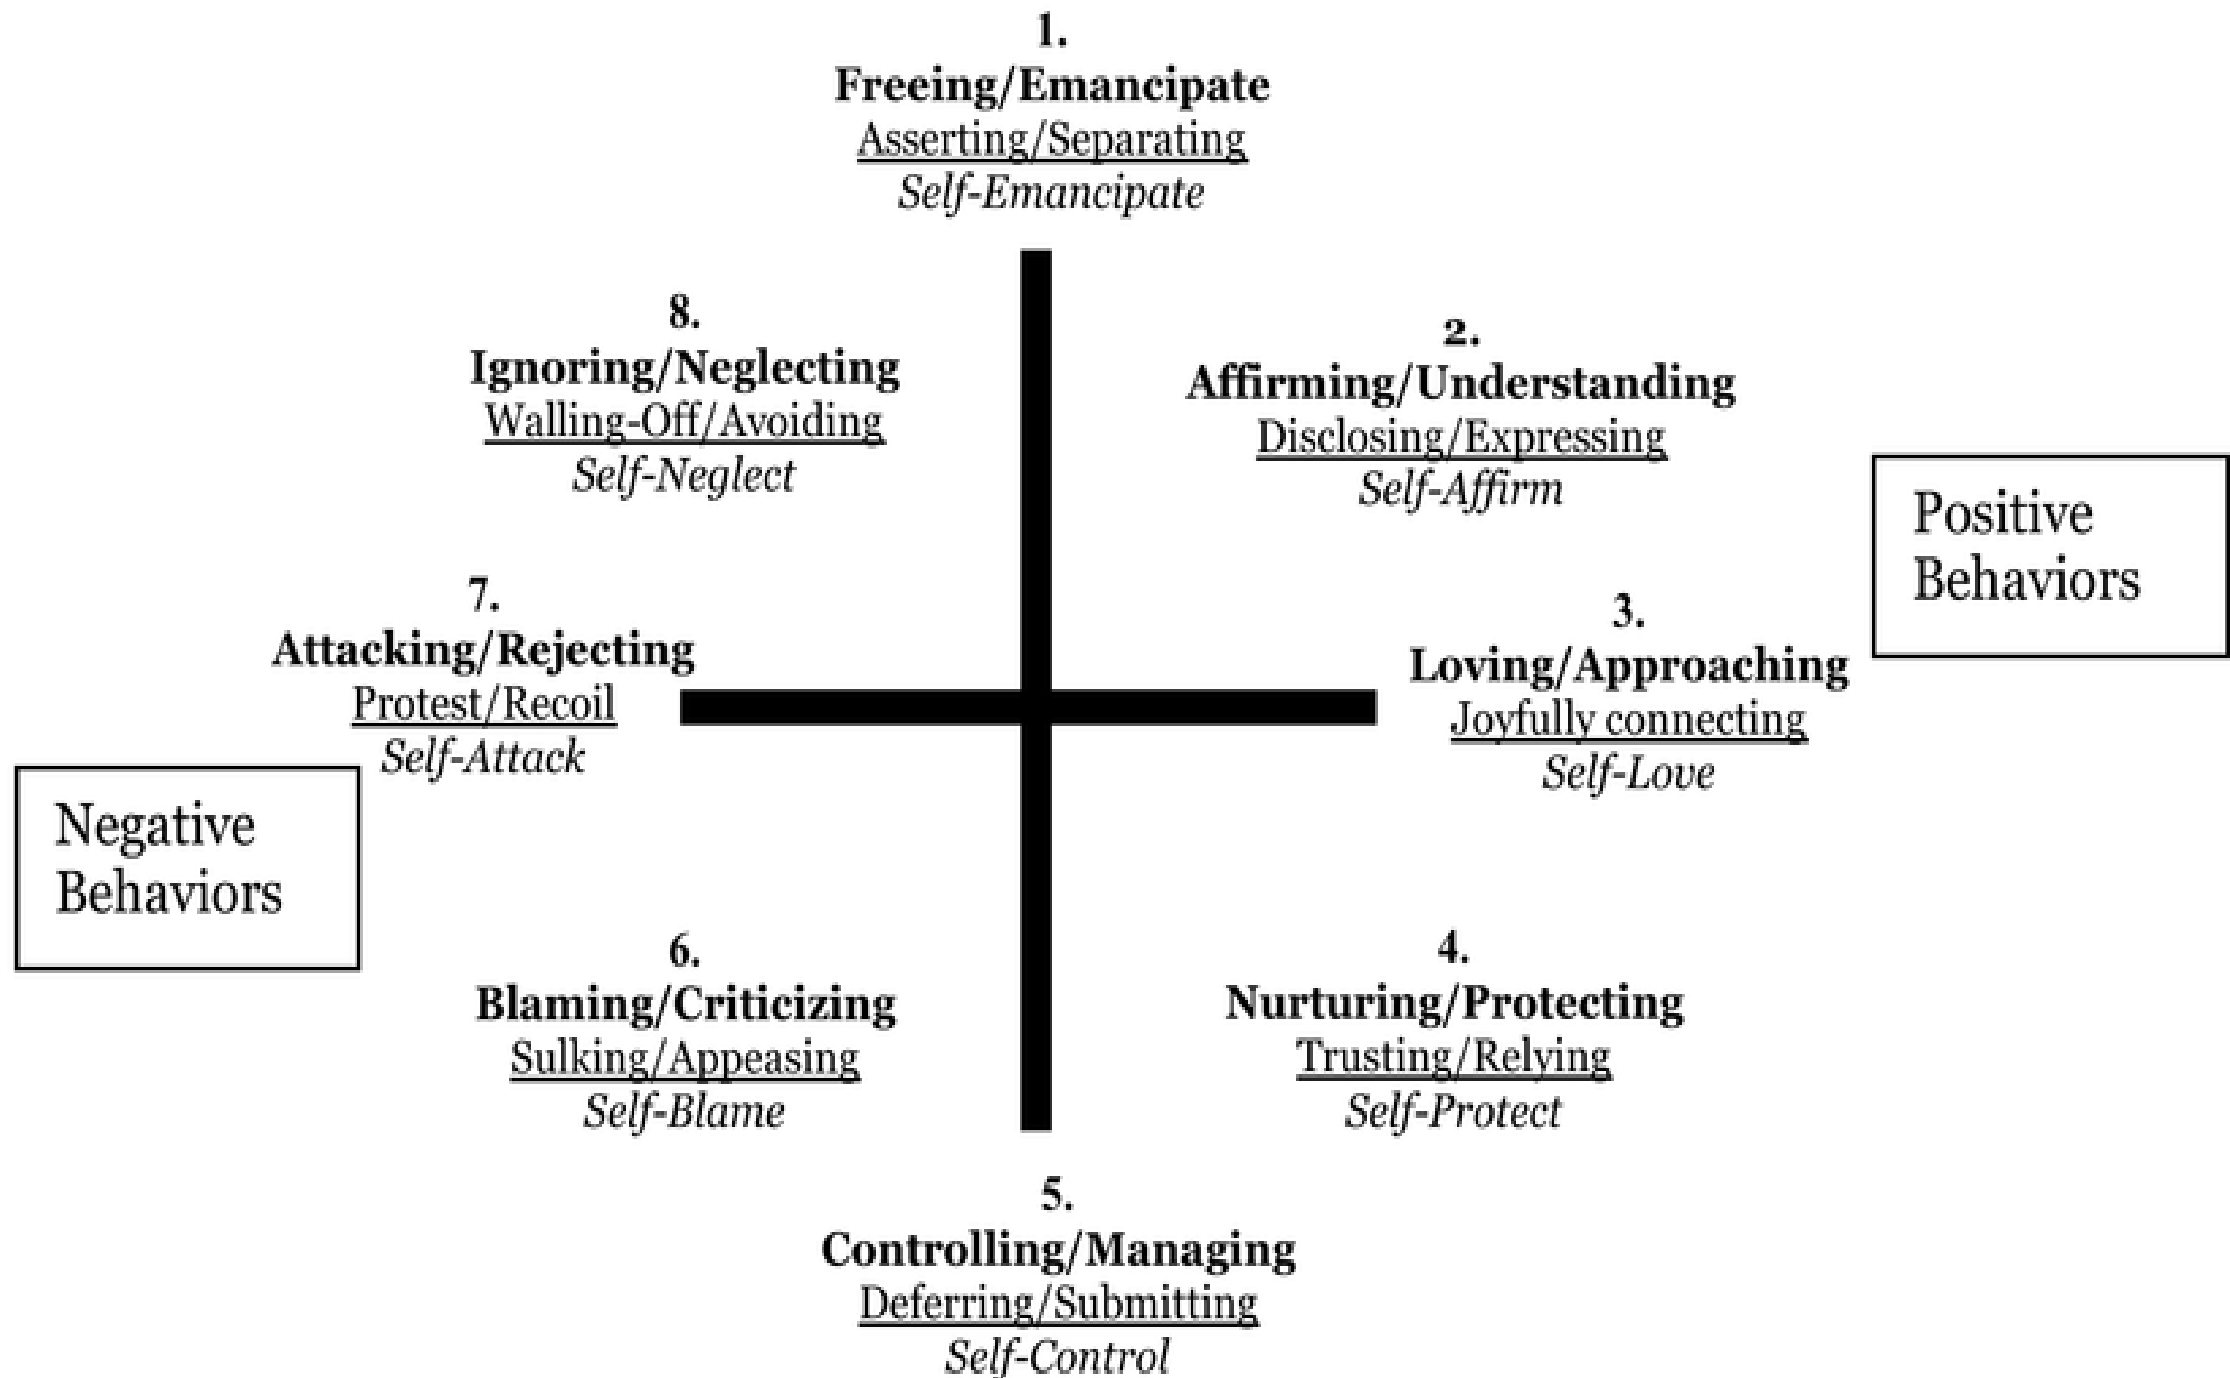 1.
Freeing/Emancipate
Asserting/Separating
Self-Emancipate
8.
Ignoring/Neglecting
Walling-Off/Avoiding
Self-Neglect
2.
Affirming/Understanding
Disclosing/Expressing
Self-Affirm
Positive
Behaviors
7.
Attacking/Rejecting
Protest/Recoil
Self-Attack
3.
Loving/Approaching
Joyfully connecting
Self-Love
Negative
Behaviors
6.
Blaming/Criticizing
Sulking/Appeasing
Self-Blame
4.
Nurturing/Protecting
Trusting/Relying
Self-Protect
5.
Controlling/Managing
Deferring/Submitting
Self-Control